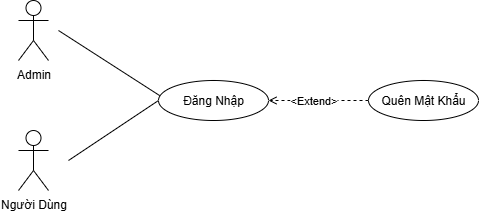 Admin
Đăng Nhập
<Extend>
Quên Mật Khẩu
Người Dùng